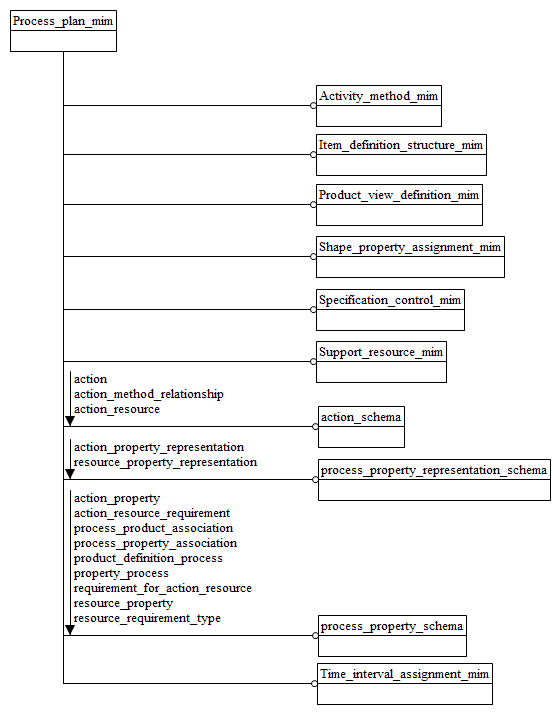 Process_plan_mim
Activity_method_mim
Item_definition_structure_mim
Product_view_definition_mim
Shape_property_assignment_mim
Specification_control_mim
Support_resource_mim
action
action_method_relationship
action_resource
action_schema
action_property_representation
resource_property_representation
process_property_representation_schema
action_property
action_resource_requirement
process_product_association
process_property_association
product_definition_process
property_process
requirement_for_action_resource
resource_property
resource_requirement_type
process_property_schema
Time_interval_assignment_mim